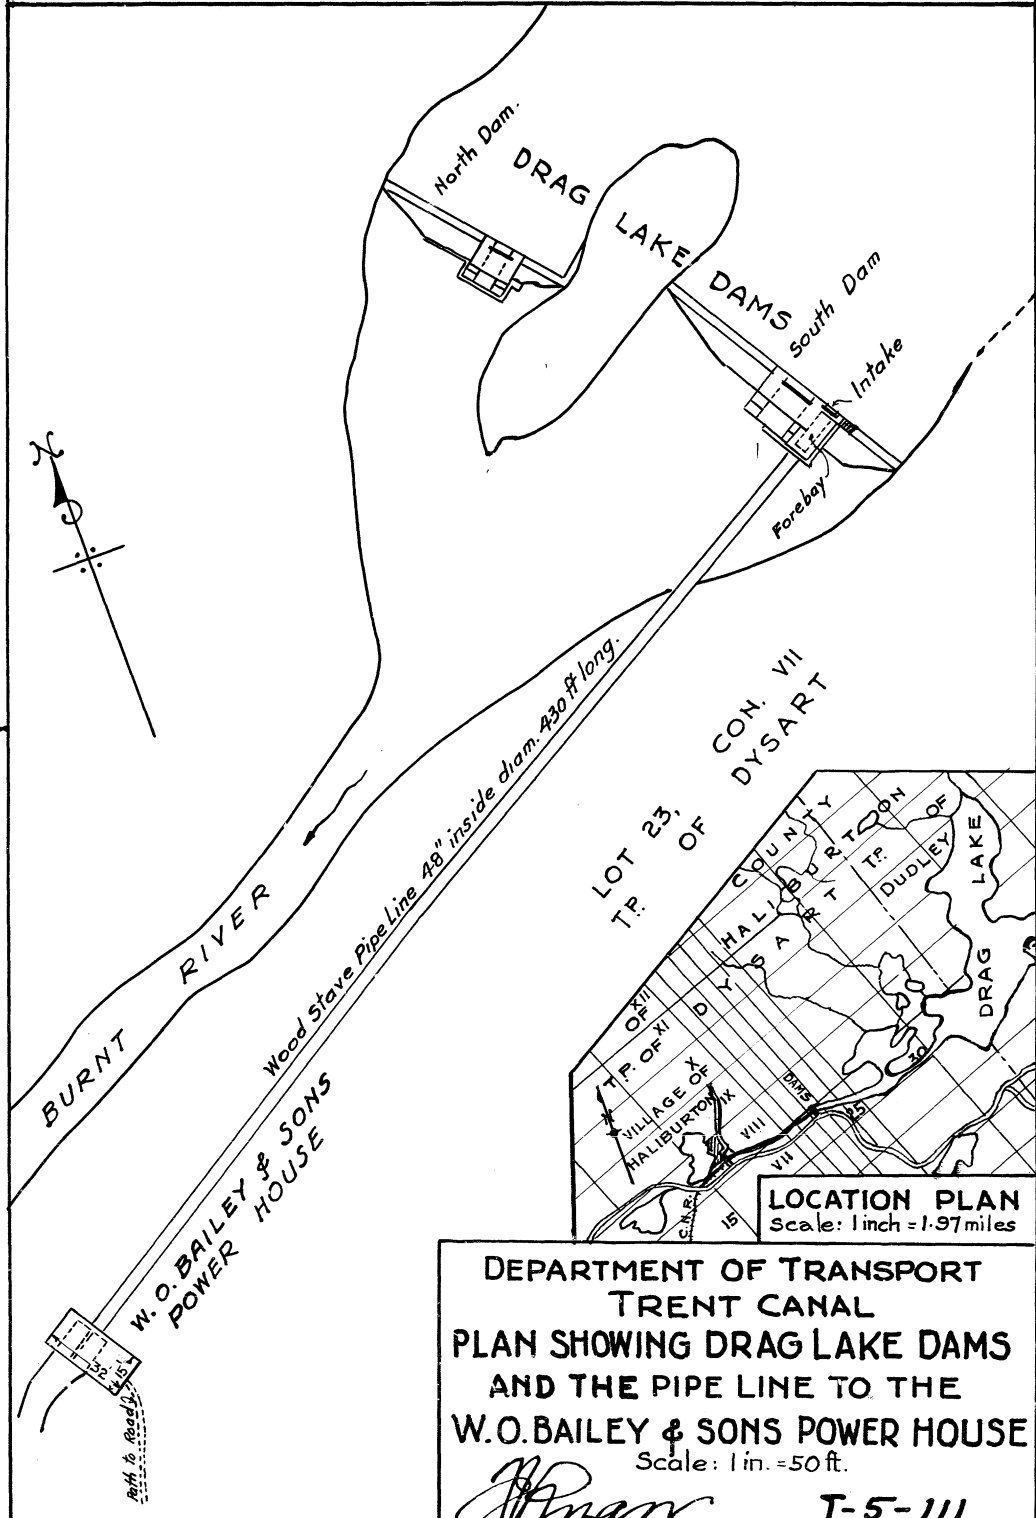 North Dam.
DRAG LAKE DAMS
South Dam
Intake
Forebay
N
Wood Stave Pipe Line 48" inside diam. 430 ft long.
LOT 23, CON. VII
TP. OF DYSART
BURNT RIVER
W. O. BAILEY & SONS
POWER HOUSE
32'
15'
Path to Road
COUNTY
OF HALIBURTON
TP. OF DYSART
TP. OF DUDLEY
DRAG LAKE
XIII
XI
X
IX
VIII
VII
VILLAGE OF
HALIBURTON
DAMS
30
25
15
C.N.R.
N
LOCATION PLAN
Scale: 1 inch = 1.97 miles
DEPARTMENT OF TRANSPORT
TRENT CANAL
PLAN SHOWING DRAG LAKE DAMS
AND THE PIPE LINE TO THE
W.O. BAILEY & SONS POWER HOUSE
Scale: 1 in. = 50 ft.
T-5-111